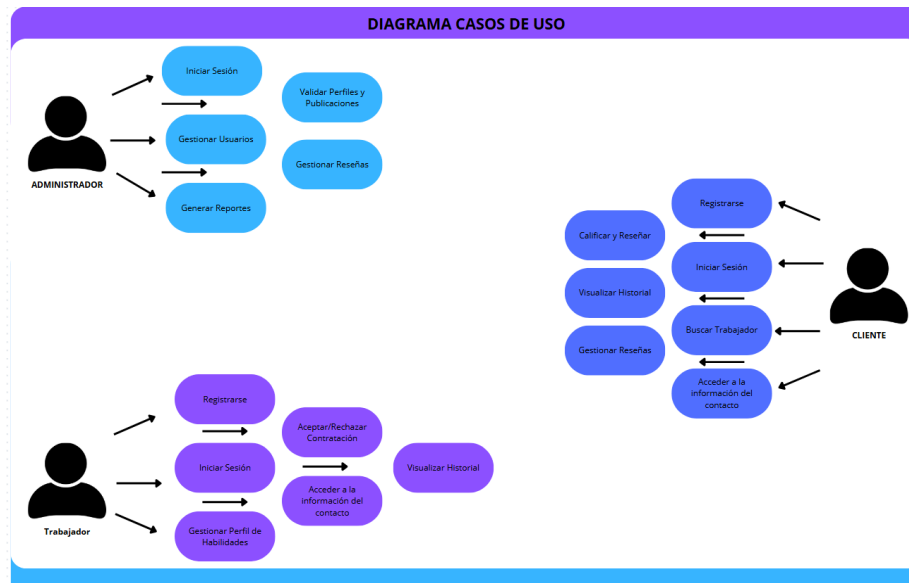 DIAGRAMA CASOS DE USO
Iniciar Sesión
Validar Perfiles y
Publicaciones
Gestionar Usuarios
Gestionar Reseñas
ADMINISTRADOR
Generar Reportes
Registrarse
Calificar y Reseñar
Iniciar Sesión
Visualizar Historial
Buscar Trabajador
CLIENTE
Gestionar Reseñas
Acceder a la
información del
contacto
Registrarse
Aceptar/Rechazar
Contratación
Iniciar Sesión
Visualizar Historial
Acceder a la
información del
contacto
Trabajador
Gestionar Perfil de
Habilidades